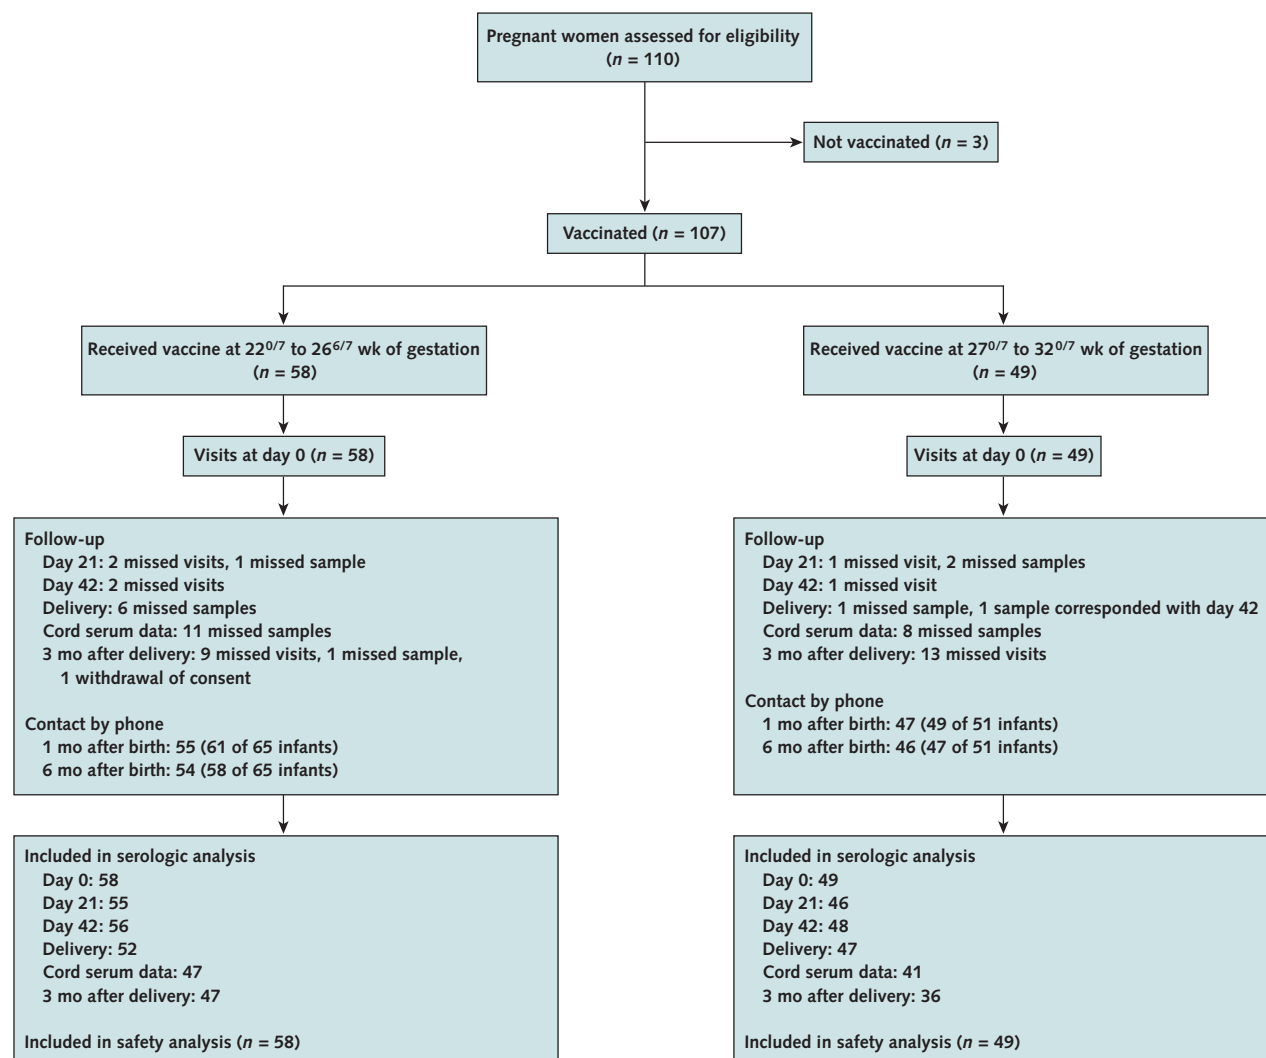 Pregnant women assessed for eligibility
(n = 110)
Not vaccinated (n = 3)
Vaccinated (n = 107)
Received vaccine at 22⁰/⁷ to 26⁶/⁷ wk of gestation
(n = 58)
Visits at day 0 (n = 58)
Follow-up
Day 21: 2 missed visits, 1 missed sample
Day 42: 2 missed visits
Delivery: 6 missed samples
Cord serum data: 11 missed samples
3 mo after delivery: 9 missed visits, 1 missed sample,
1 withdrawal of consent
Contact by phone
1 mo after birth: 55 (61 of 65 infants)
6 mo after birth: 54 (58 of 65 infants)
Included in serologic analysis
Day 0: 58
Day 21: 55
Day 42: 56
Delivery: 52
Cord serum data: 47
3 mo after delivery: 47
Included in safety analysis (n = 58)
Received vaccine at 27⁰/⁷ to 32⁰/⁷ wk of gestation
(n = 49)
Visits at day 0 (n = 49)
Follow-up
Day 21: 1 missed visit, 2 missed samples
Day 42: 1 missed visit
Delivery: 1 missed sample, 1 sample corresponded with day 42
Cord serum data: 8 missed samples
3 mo after delivery: 13 missed visits
Contact by phone
1 mo after birth: 47 (49 of 51 infants)
6 mo after birth: 46 (47 of 51 infants)
Included in serologic analysis
Day 0: 49
Day 21: 46
Day 42: 48
Delivery: 47
Cord serum data: 41
3 mo after delivery: 36
Included in safety analysis (n = 49)